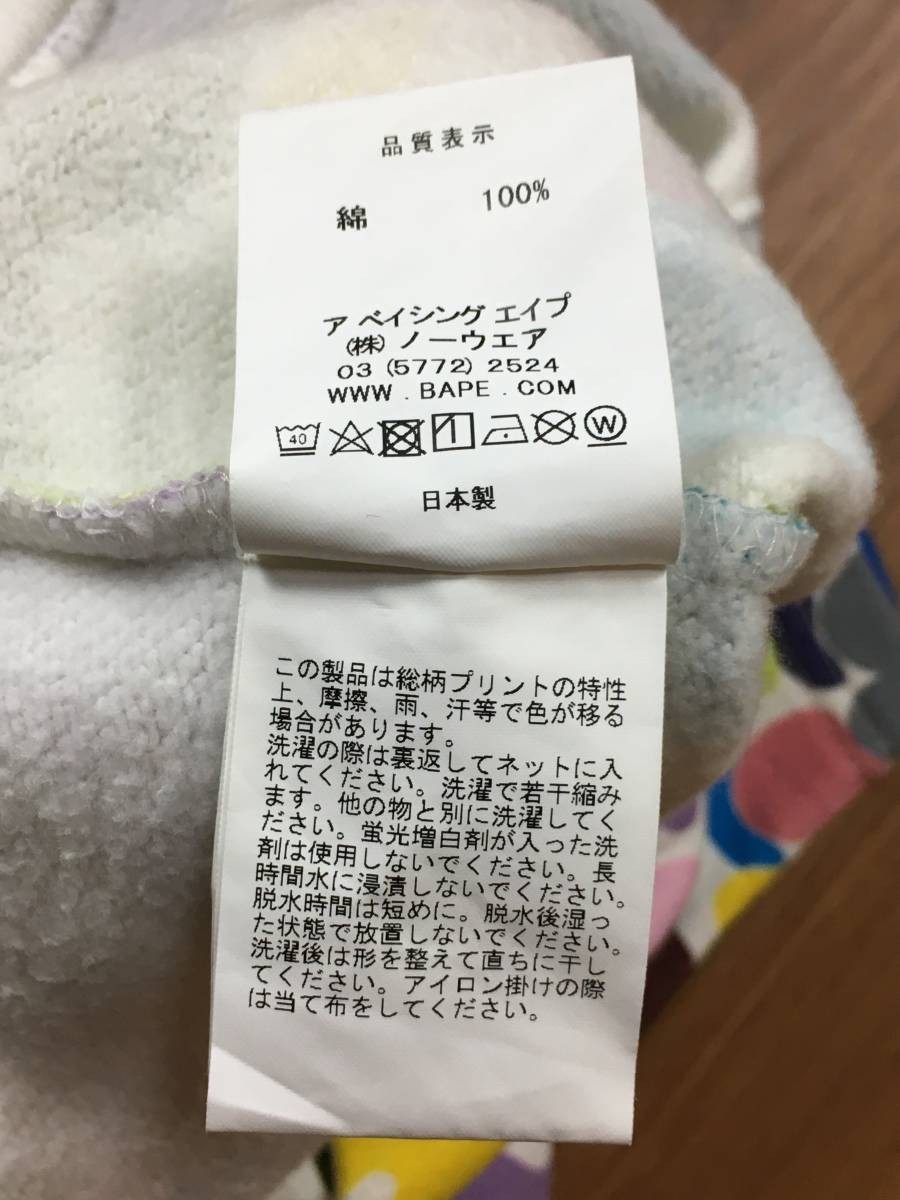 品質表示
綿 100%
ア ベイシング エイプ
(株) ノーウエア
03 (5772) 2524
WWW . BAPE . COM
40 W
日本製
この製品は総柄プリントの特性
上、摩擦、雨、汗等で色が移る
場合があります。
洗濯の際は裏返してネットに入
れてください。洗濯で若干縮み
ます。他の物と別に洗濯してく
ださい。蛍光増白剤が入った洗
剤は使用しないでください。長
時間水に浸漬しないでください。
脱水時間は短めに。脱水後湿っ
た状態で放置しないでください。
洗濯後は形を整えて直ちに干し
てください。アイロン掛けの際
は当て布をしてください。